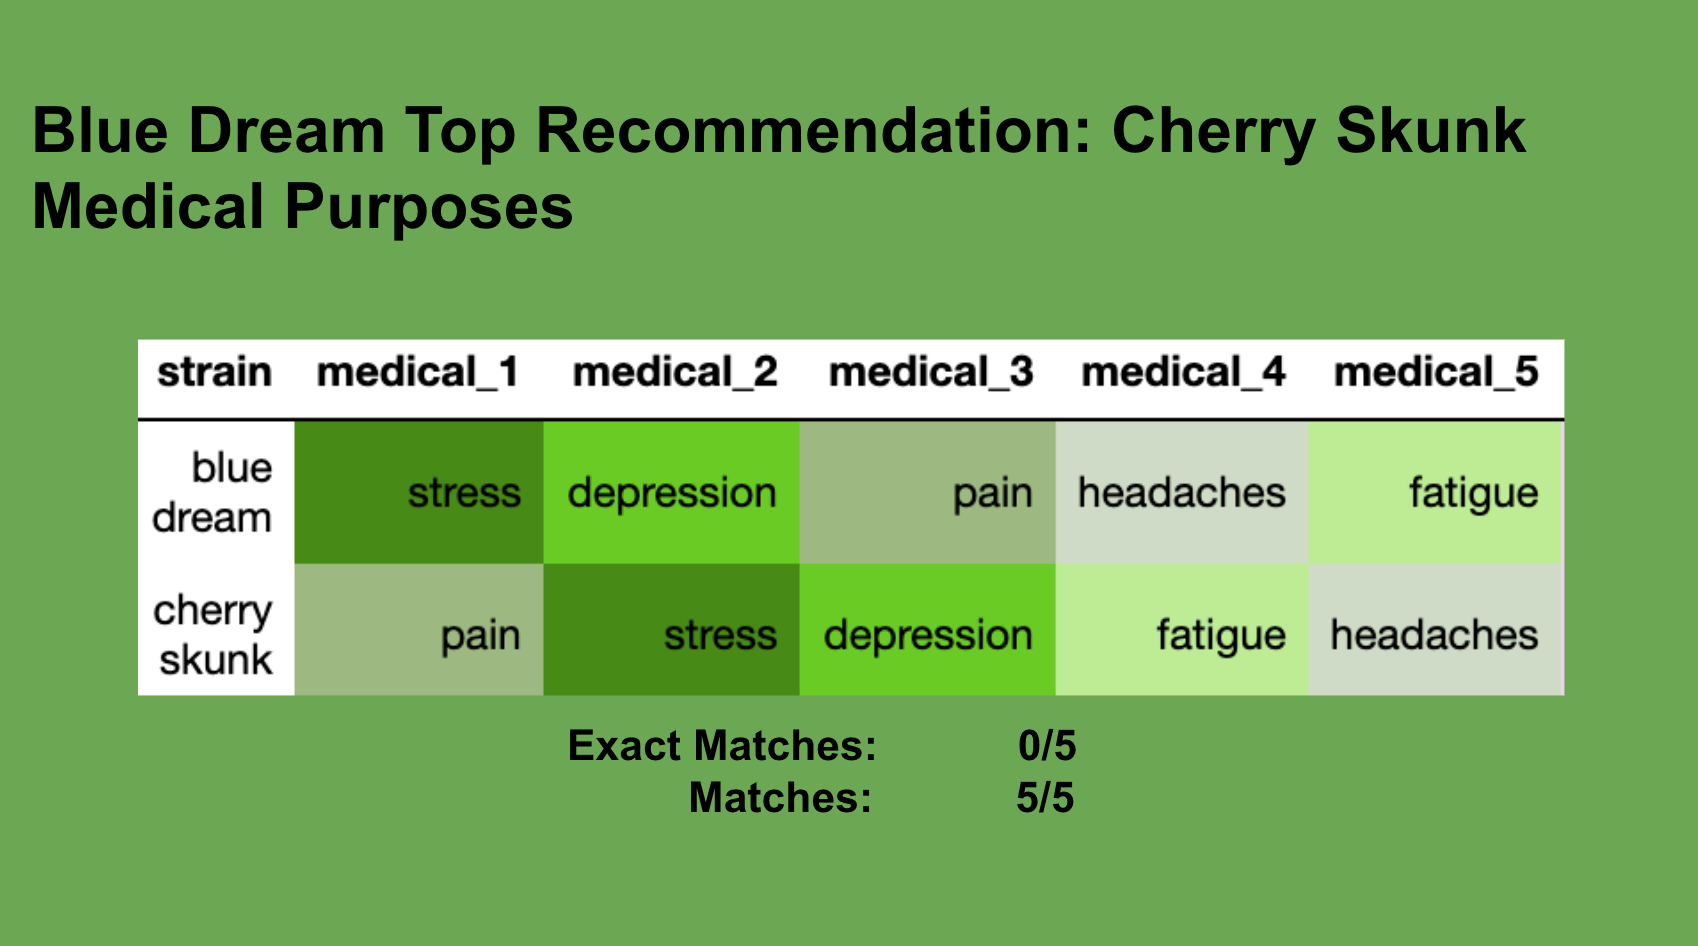 Blue Dream Top Recommendation: Cherry Skunk
Medical Purposes
strain medical_1 medical_2 medical_3 medical_4 medical_5
blue
dream stress depression pain headaches fatigue
cherry
skunk pain stress depression fatigue headaches
Exact Matches: 0/5
Matches: 5/5